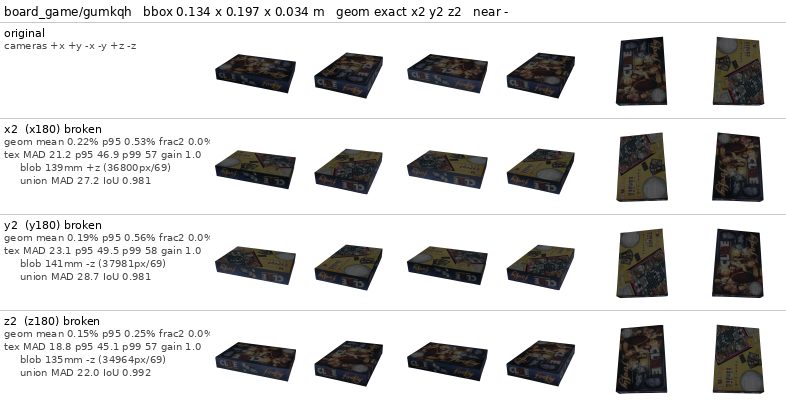 board_game/gumkqh bbox 0.134 x 0.197 x 0.034 m geom exact x2 y2 z2 near -
original
cameras +x +y -x -y +z -z
x2 (x180) broken
geom mean 0.22% p95 0.53% frac2 0.0%
tex MAD 21.2 p95 46.9 p99 57 gain 1.0
blob 139mm +z (36800px/69)
union MAD 27.2 IoU 0.981
y2 (y180) broken
geom mean 0.19% p95 0.56% frac2 0.0%
tex MAD 23.1 p95 49.5 p99 58 gain 1.0
blob 141mm -z (37981px/69)
union MAD 28.7 IoU 0.981
z2 (z180) broken
geom mean 0.15% p95 0.25% frac2 0.0%
tex MAD 18.8 p95 45.1 p99 57 gain 1.0
blob 135mm -z (34964px/69)
union MAD 22.0 IoU 0.992